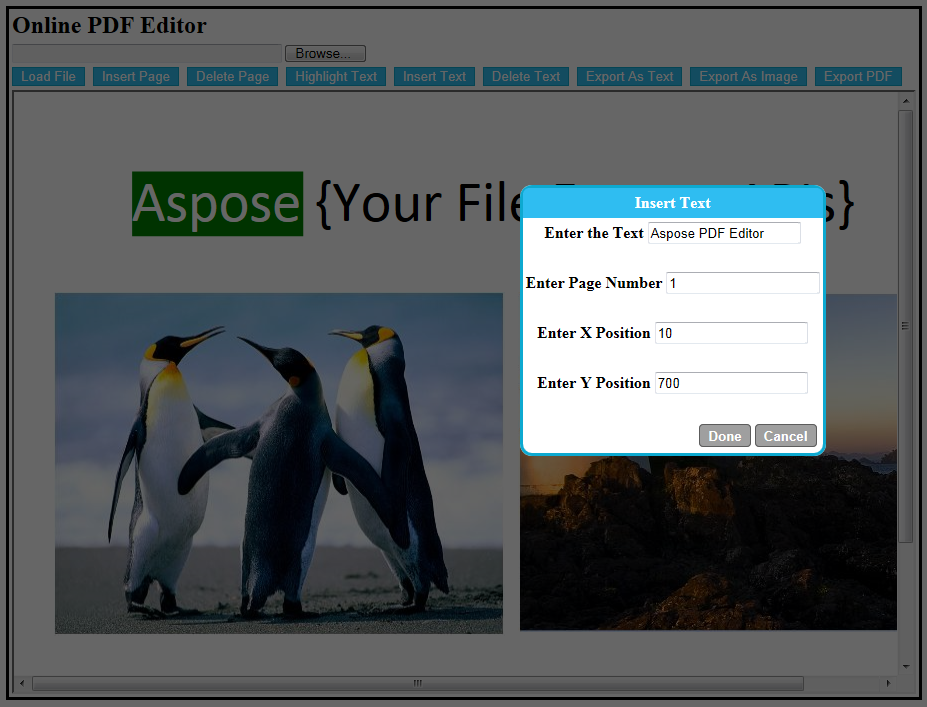 Online PDF Editor
Browse...
Load File Insert Page Delete Page Highlight Text Insert Text Delete Text Export As Text Export As Image Export PDF
Aspose {Your File
Insert Text
Enter the Text Aspose PDF Editor
Enter Page Number 1
Enter X Position 10
Enter Y Position 700
Done Cancel